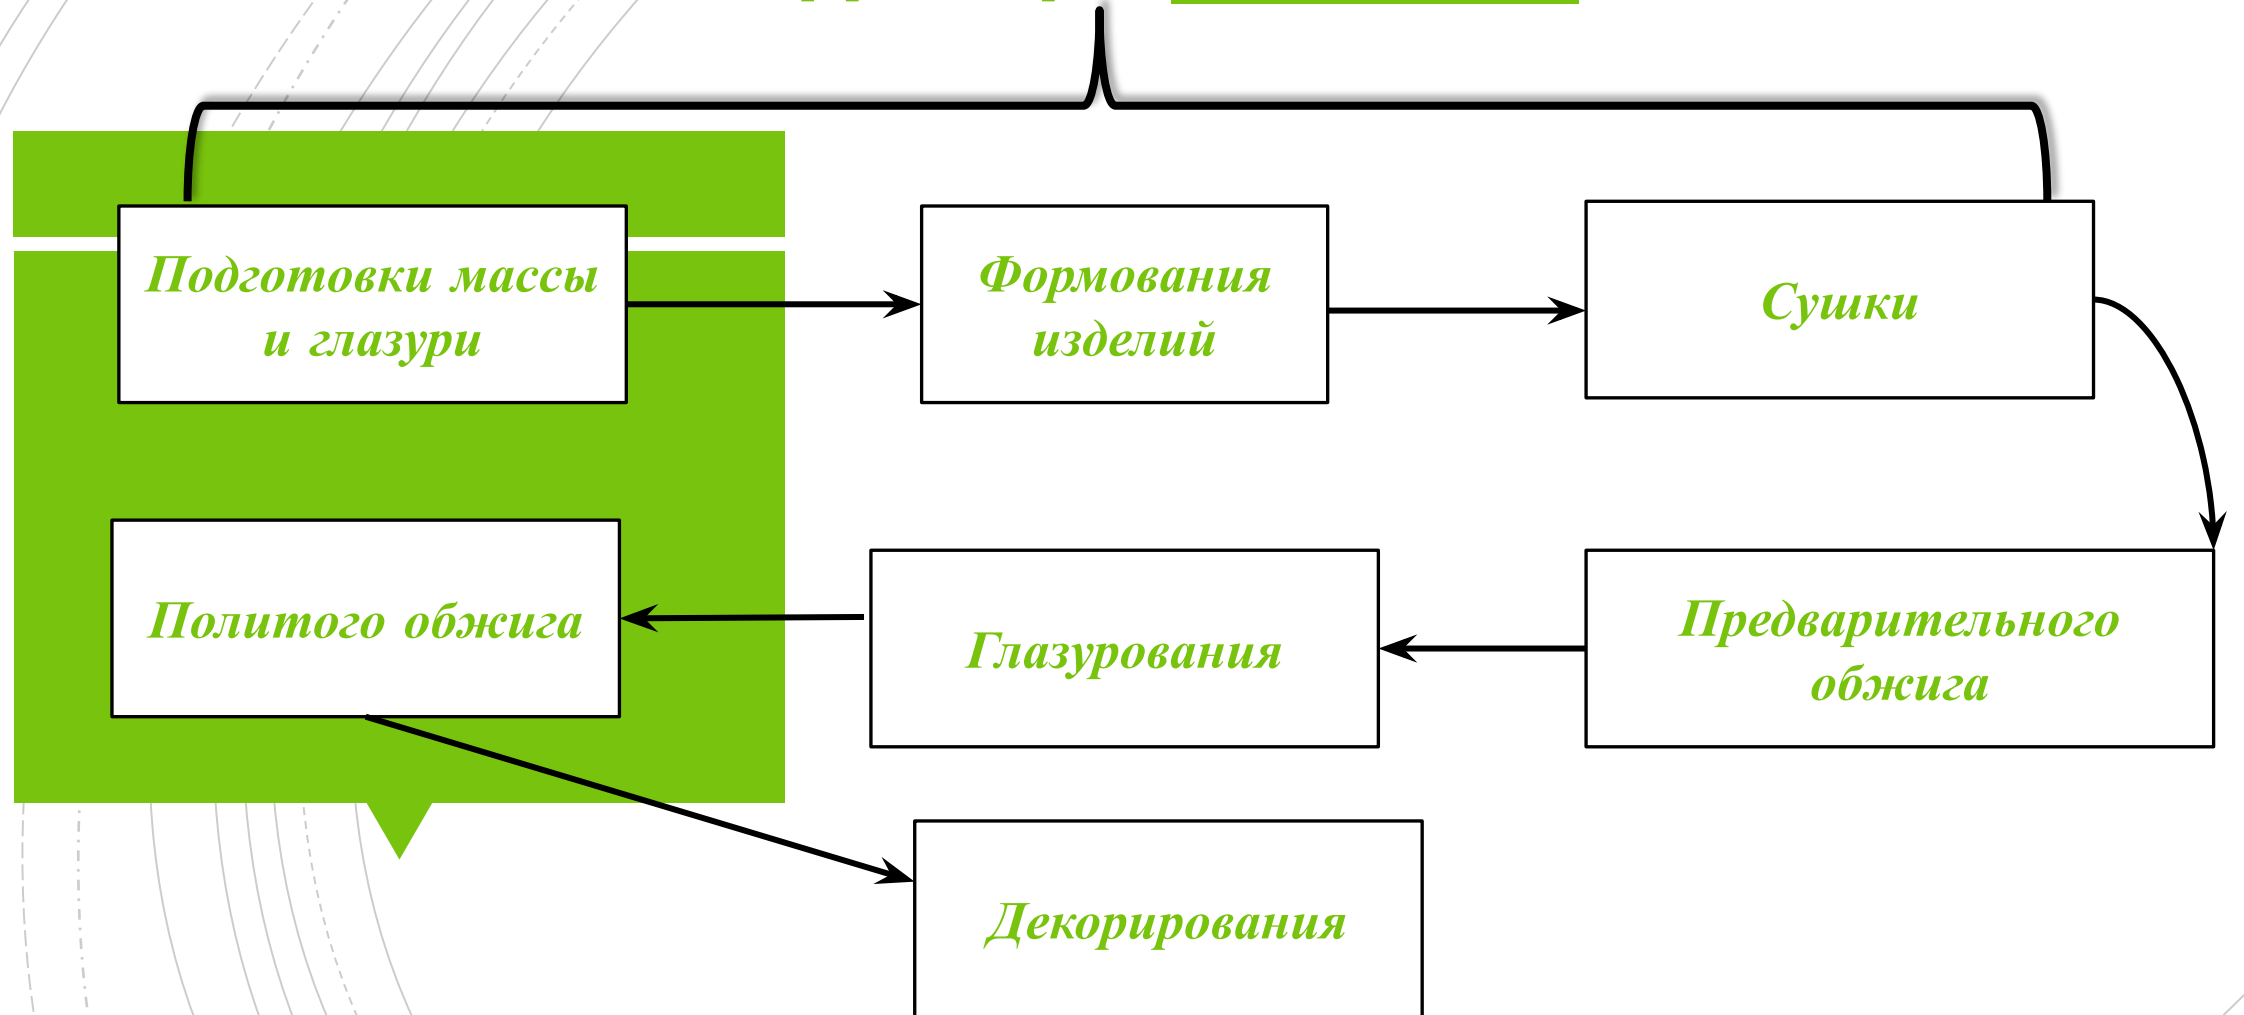 Подготовки массы
и глазури
Формования
изделий
Сушки
Предварительного
обжига
Глазурования
Политого обжига
Декорирования